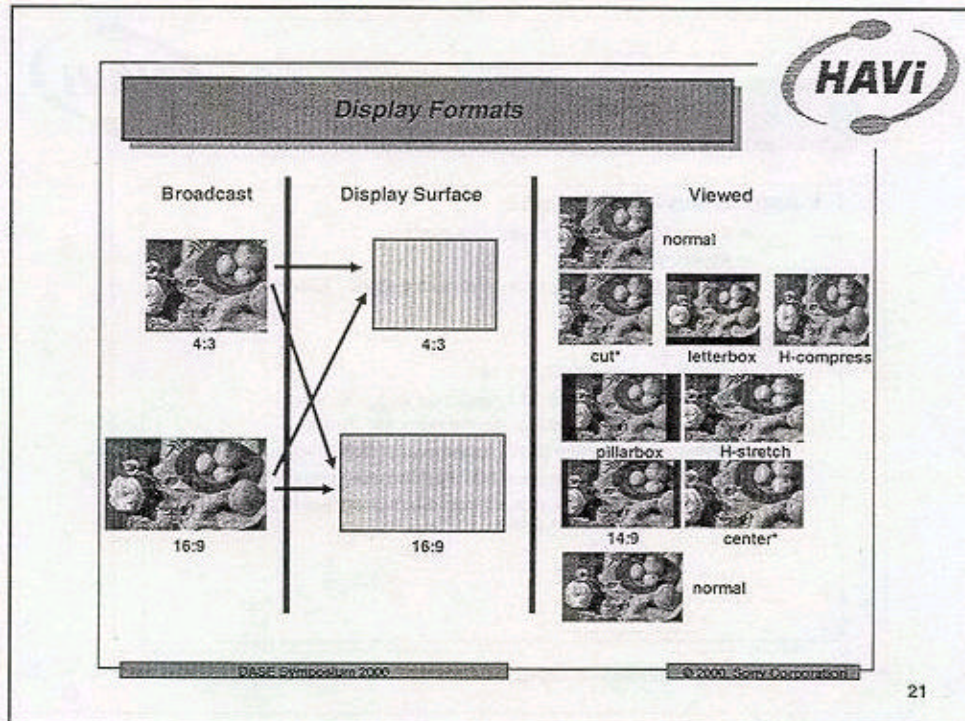 HAVi
Display Formats
Broadcast
Display Surface
Viewed
normal
4:3
4:3
cut*
letterbox
H-compress
pillarbox
H-stretch
16:9
16:9
14:9
center*
normal
DASE Symposium 2000
© 2000, Sony Corporation
21